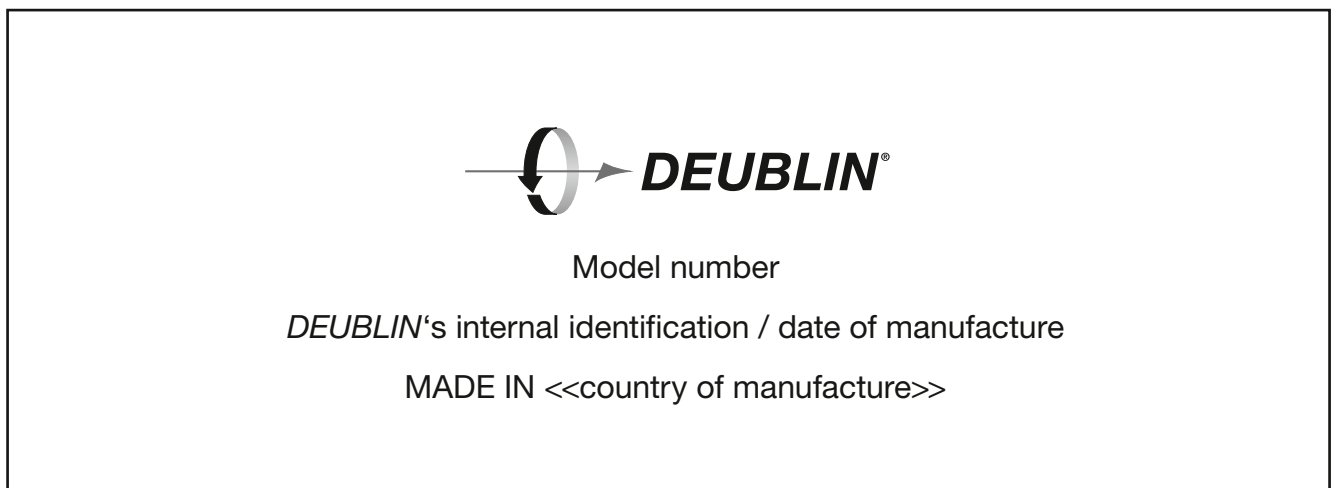 DEUBLIN®
Model number
DEUBLIN‘s internal identification / date of manufacture
MADE IN <<country of manufacture>>